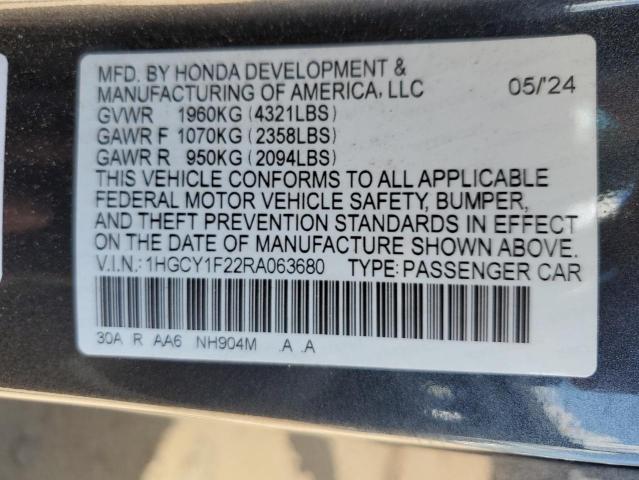 MFD. BY HONDA DEVELOPMENT &
MANUFACTURING OF AMERICA, LLC 05/'24
GVWR 1960KG (4321LBS)
GAWR F 1070KG (2358LBS)
GAWR R 950KG (2094LBS)
THIS VEHICLE CONFORMS TO ALL APPLICABLE
FEDERAL MOTOR VEHICLE SAFETY, BUMPER,
AND THEFT PREVENTION STANDARDS IN EFFECT
ON THE DATE OF MANUFACTURE SHOWN ABOVE.
V.I.N.: 1HGCY1F22RA063680 TYPE: PASSENGER CAR
30A R AA6 NH904M .A .A